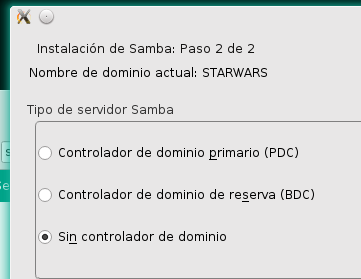 Instalación de Samba: Paso 2 de 2
Nombre de dominio actual: STARWARS
Tipo de servidor Samba
Controlador de dominio primario (PDC)
Controlador de dominio de reserva (BDC)
Sin controlador de dominio